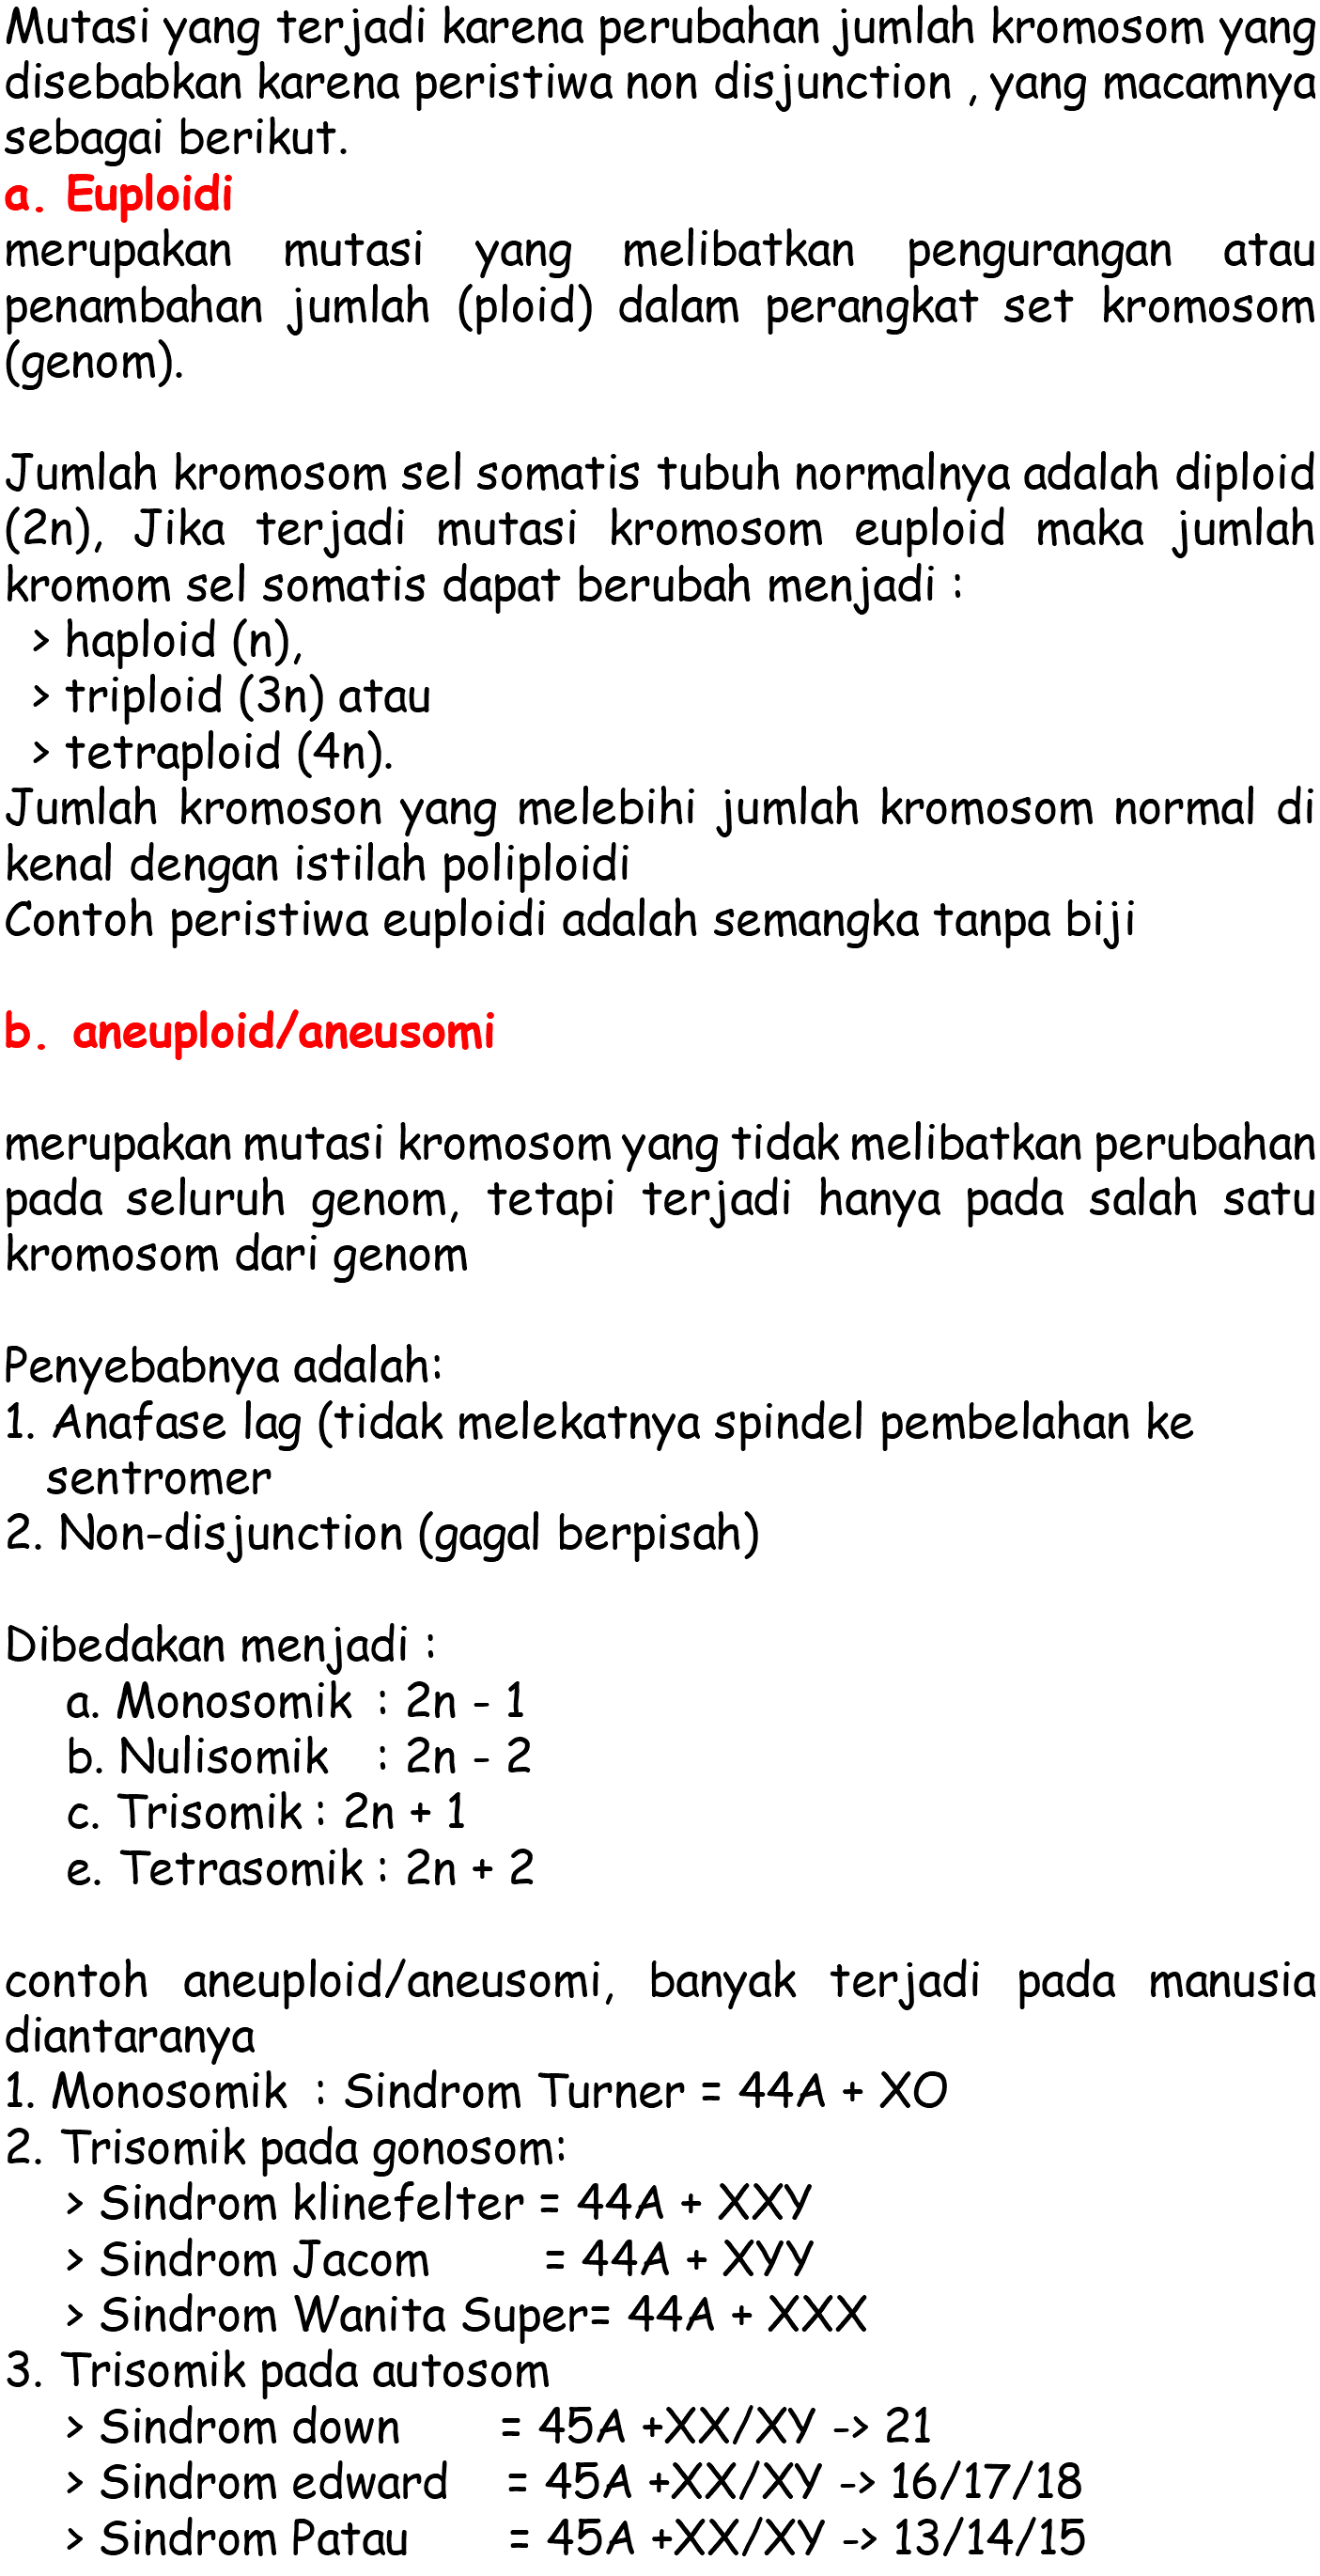 Mutasi yang terjadi karena perubahan jumlah kromosom yang
disebabkan karena peristiwa non disjunction , yang macamnya
sebagai berikut.
a. Euploidi
merupakan mutasi yang melibatkan pengurangan atau
penambahan jumlah (ploid) dalam perangkat set kromosom
(genom).
Jumlah kromosom sel somatis tubuh normalnya adalah diploid
(2n), Jika terjadi mutasi kromosom euploid maka jumlah
kromom sel somatis dapat berubah menjadi :
> haploid (n),
> triploid (3n) atau
> tetraploid (4n).
Jumlah kromoson yang melebihi jumlah kromosom normal di
kenal dengan istilah poliploidi
Contoh peristiwa euploidi adalah semangka tanpa biji
b. aneuploid/aneusomi
merupakan mutasi kromosom yang tidak melibatkan perubahan
pada seluruh genom, tetapi terjadi hanya pada salah satu
kromosom dari genom
Penyebabnya adalah:
1. Anafase lag (tidak melekatnya spindel pembelahan ke
sentromer
2. Non-disjunction (gagal berpisah)
Dibedakan menjadi :
a. Monosomik : 2n - 1
b. Nulisomik : 2n - 2
c. Trisomik : 2n + 1
e. Tetrasomik : 2n + 2
contoh aneuploid/aneusomi, banyak terjadi pada manusia
diantaranya
1. Monosomik : Sindrom Turner = 44A + XO
2. Trisomik pada gonosom:
> Sindrom klinefelter = 44A + XXY
> Sindrom Jacom = 44A + XYY
> Sindrom Wanita Super= 44A + XXX
3. Trisomik pada autosom
> Sindrom down = 45A +XX/XY -> 21
> Sindrom edward = 45A +XX/XY -> 16/17/18
> Sindrom Patau = 45A +XX/XY -> 13/14/15